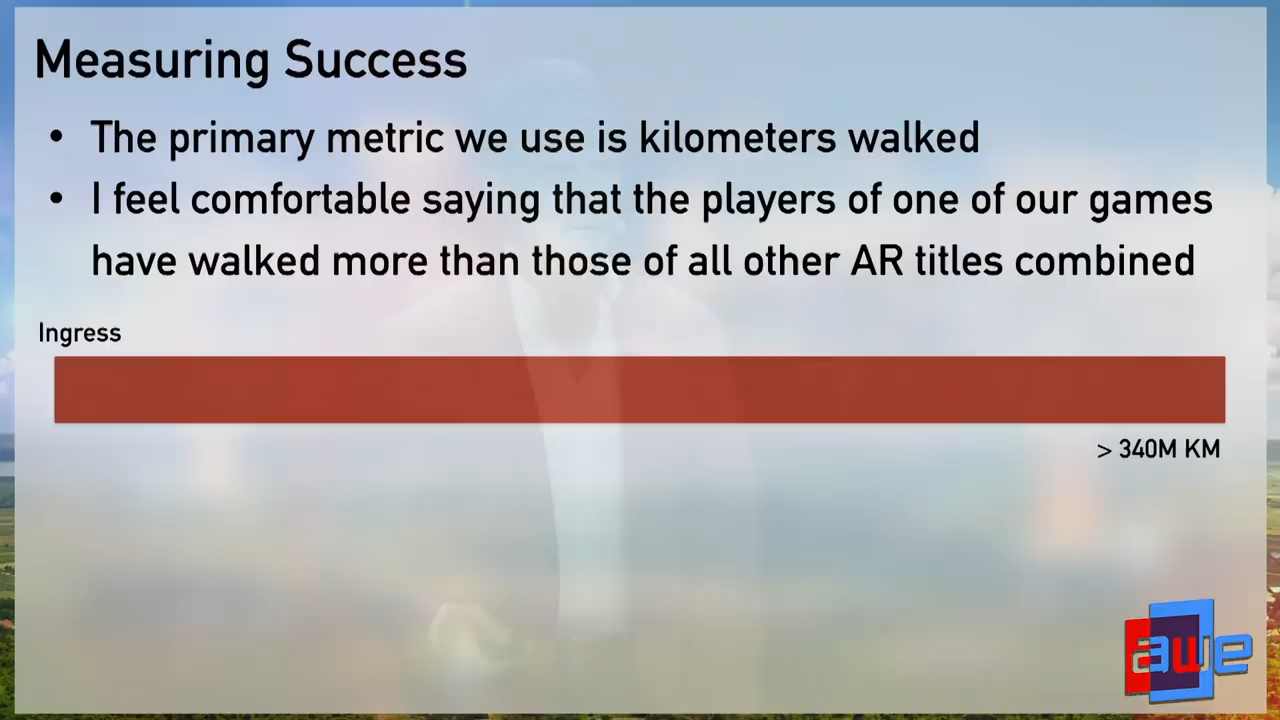 Measuring Success
• The primary metric we use is kilometers walked
• I feel comfortable saying that the players of one of our games
have walked more than those of all other AR titles combined
Ingress
> 340M KM
awe